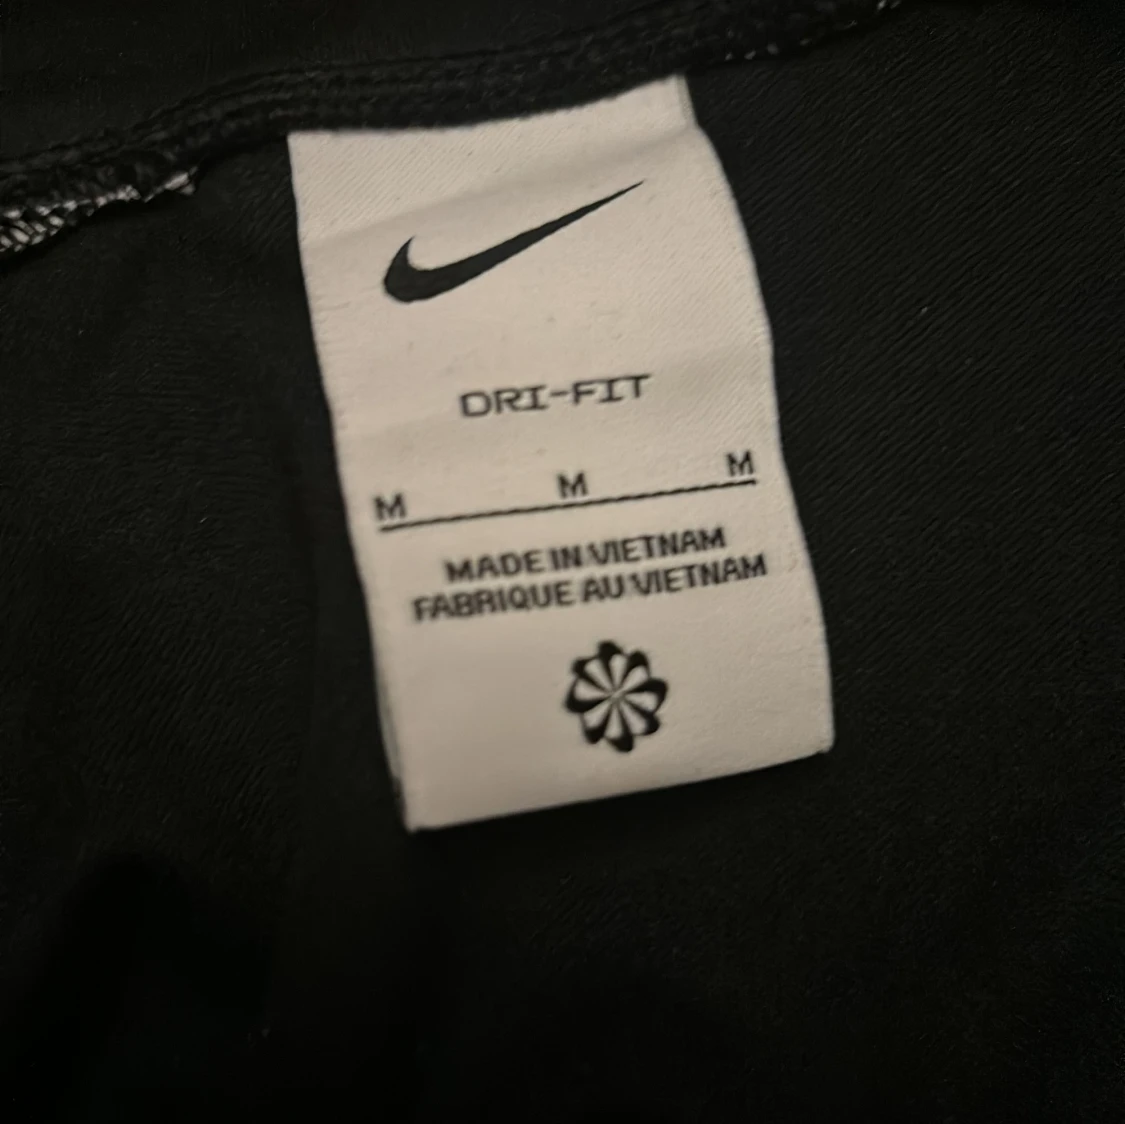 DRI-FIT
M M M
MADE IN VIETNAM
FABRIQUE AU VIETNAM